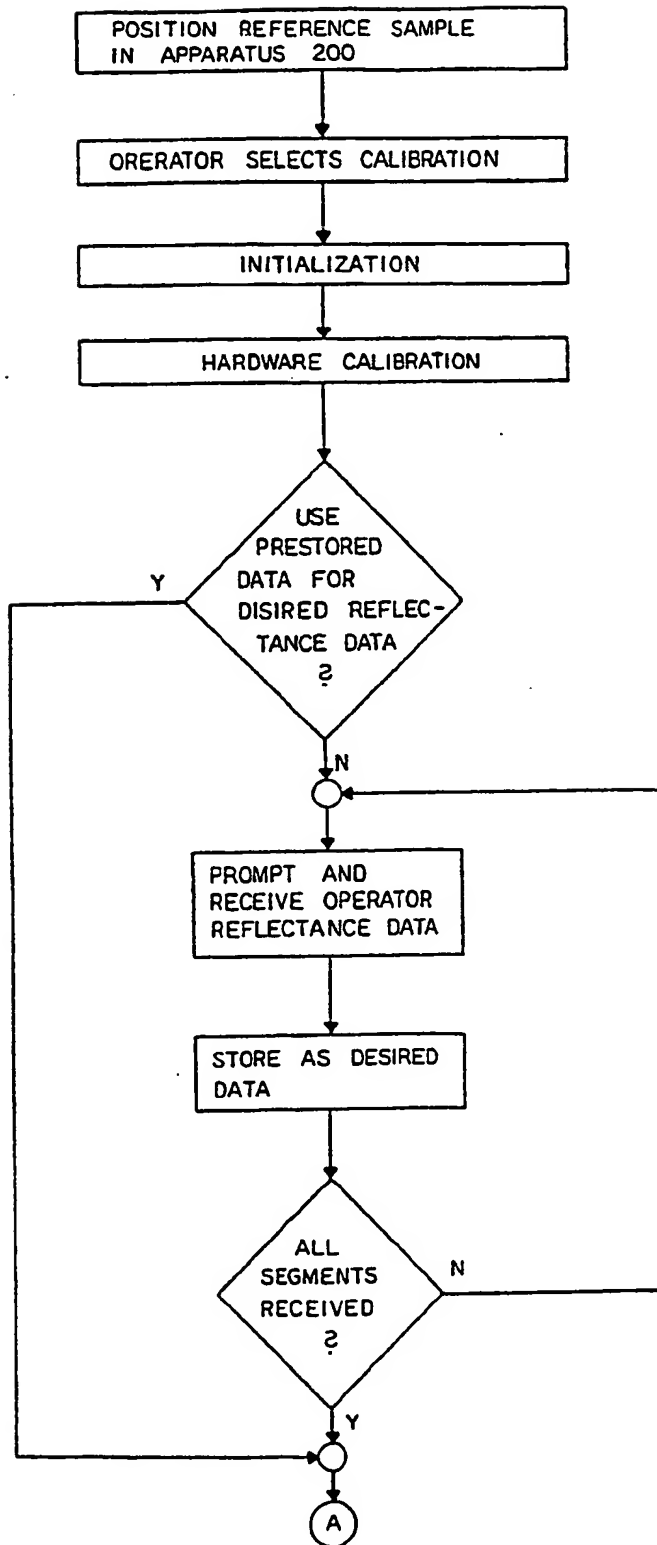 POSITION REFERENCE SAMPLE
IN APPARATUS 200
ORERATOR SELECTS CALIBRATION
INITIALIZATION
HARDWARE CALIBRATION
USE
PRESTORED
DATA FOR
DISIRED REFLEC-
TANCE DATA
?
Y
N
PROMPT AND
RECEIVE OPERATOR
REFLECTANCE DATA
STORE AS DESIRED
DATA
ALL
SEGMENTS
RECEIVED
?
N
Y
A